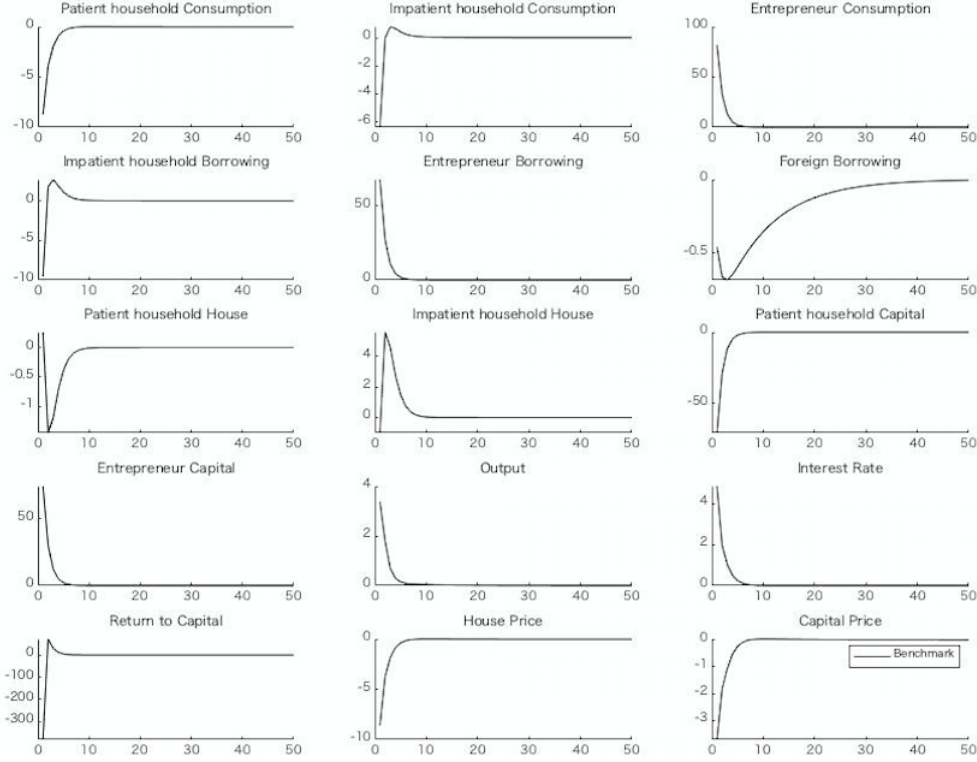 Patient household Consumption
0
-5
-10
0 10 20 30 40 50
Impatient household Consumption
0
-2
-4
-6
0 10 20 30 40 50
Entrepreneur Consumption
100
50
0
0 10 20 30 40 50
Impatient household Borrowing
0
-5
-10
0 10 20 30 40 50
Entrepreneur Borrowing
50
0
0 10 20 30 40 50
Foreign Borrowing
0
-0.5
0 10 20 30 40 50
Patient household House
0
-0.5
-1
0 10 20 30 40 50
Impatient household House
4
2
0
0 10 20 30 40 50
Patient household Capital
0
-50
0 10 20 30 40 50
Entrepreneur Capital
50
0
0 10 20 30 40 50
Output
4
2
0
0 10 20 30 40 50
Interest Rate
4
2
0
0 10 20 30 40 50
Return to Capital
0
-100
-200
-300
0 10 20 30 40 50
House Price
0
-5
-10
0 10 20 30 40 50
Capital Price
0
-1
-2
-3
0 10 20 30 40 50
Benchmark